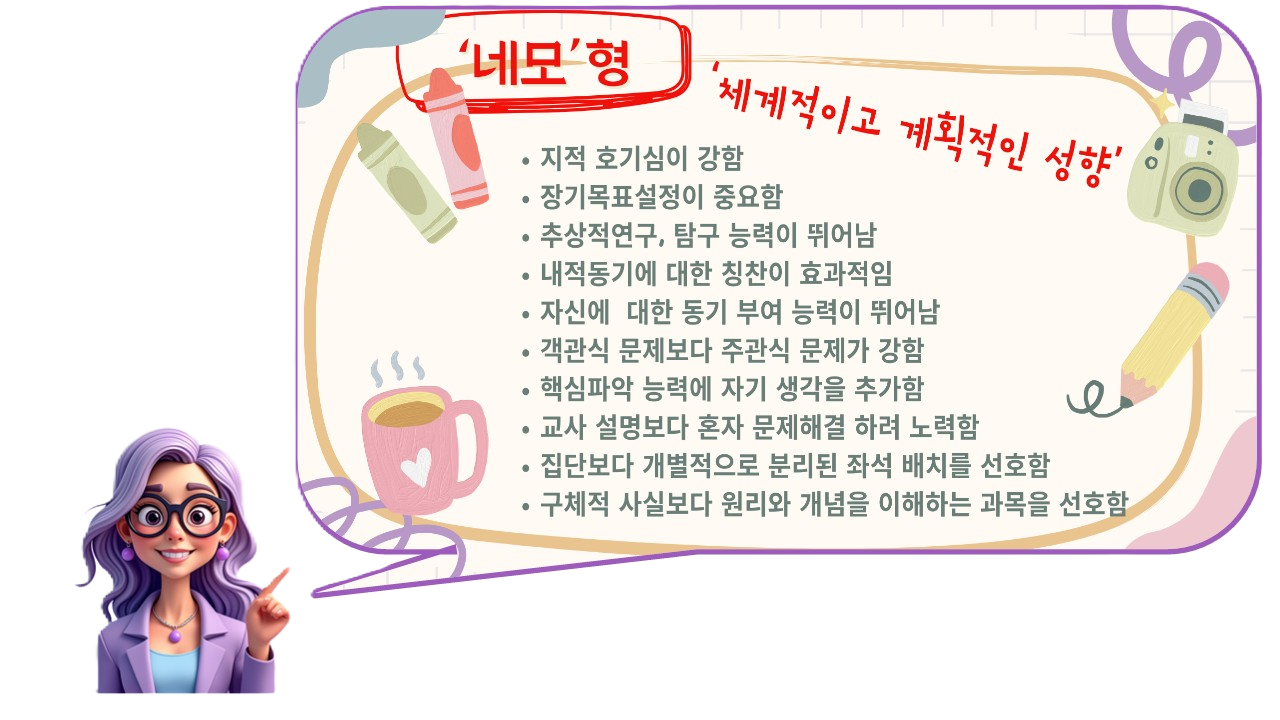 ‘네모’형
‘체계적이고 계획적인 성향’
• 지적 호기심이 강함
• 장기목표설정이 중요함
• 추상적연구, 탐구 능력이 뛰어남
• 내적동기에 대한 칭찬이 효과적임
• 자신에  대한 동기 부여 능력이 뛰어남
• 객관식 문제보다 주관식 문제가 강함
• 핵심파악 능력에 자기 생각을 추가함
• 교사 설명보다 혼자 문제해결 하려 노력함
• 집단보다 개별적으로 분리된 좌석 배치를 선호함
• 구체적 사실보다 원리와 개념을 이해하는 과목을 선호함